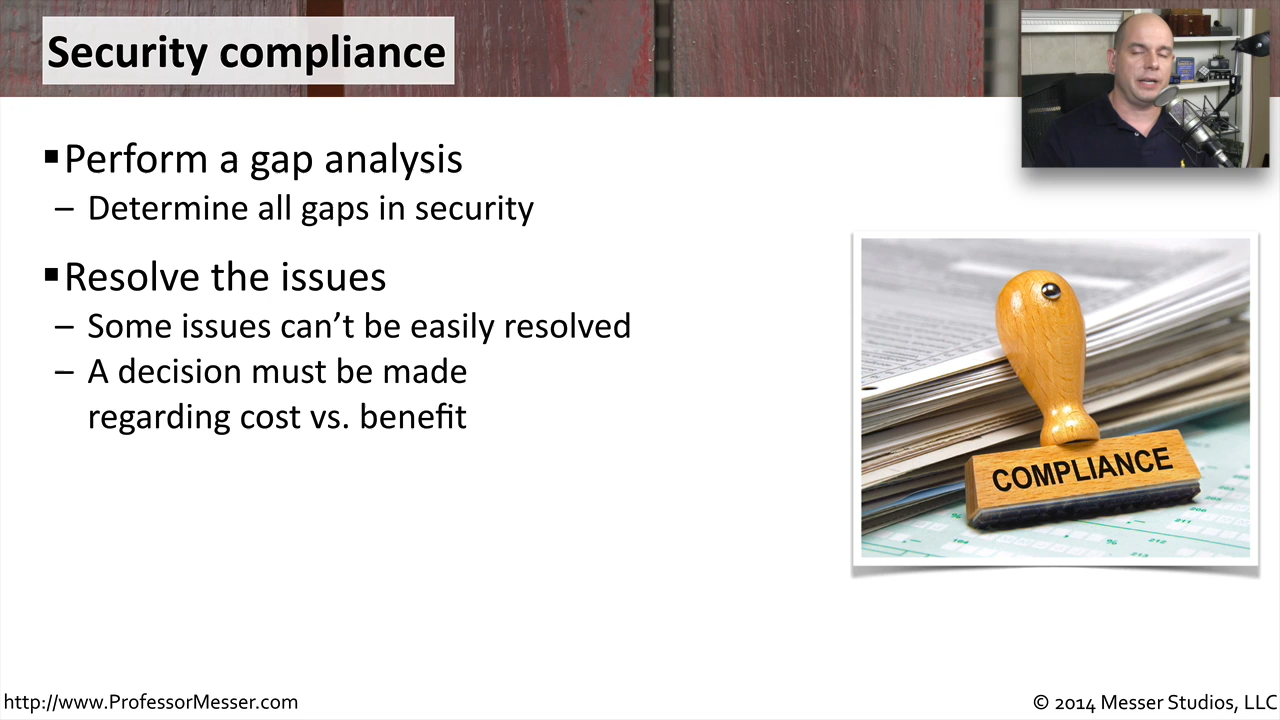 Security compliance
▪Perform a gap analysis
– Determine all gaps in security
▪Resolve the issues
– Some issues can’t be easily resolved
– A decision must be made
regarding cost vs. benefit
COMPLIANCE
http://www.ProfessorMesser.com
© 2014 Messer Studios, LLC